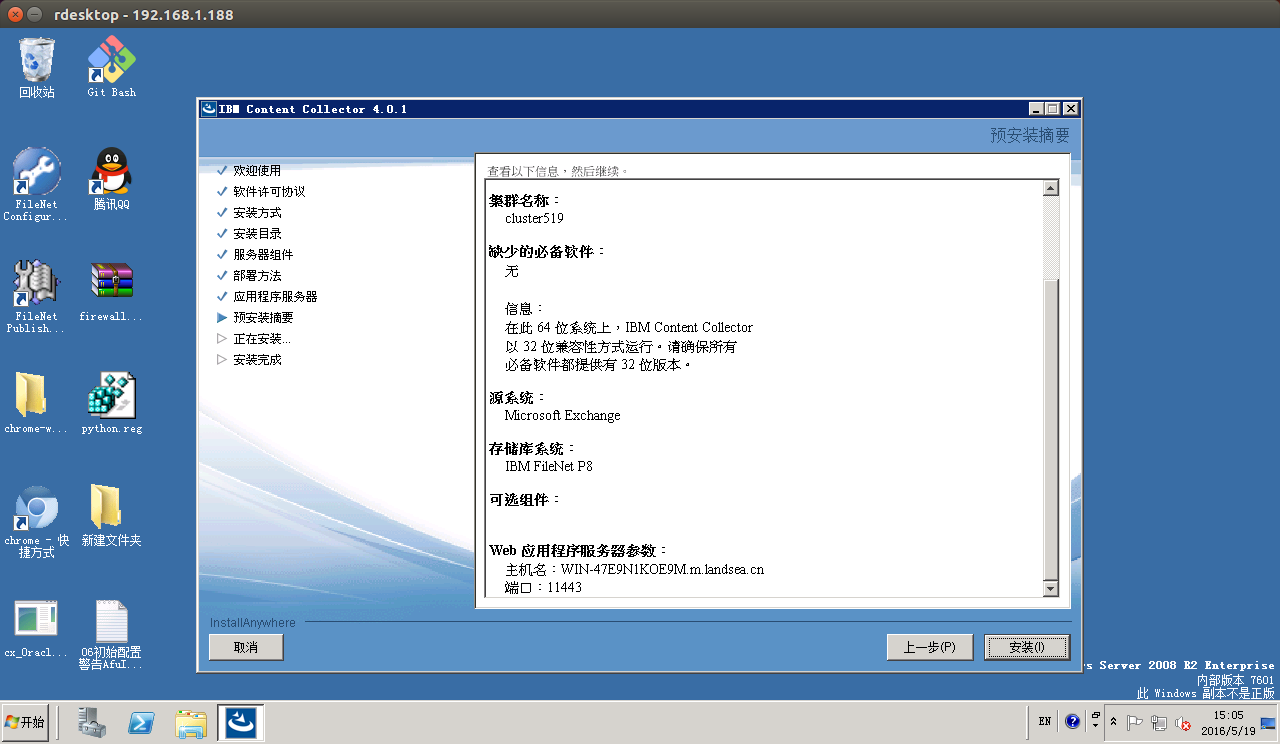 rdesktop - 192.168.1.188
回收站
Git Bash
FileNet
Configur...
腾讯QQ
FileNet
Publish...
firewall...
chrome-w...
python.reg
chrome - 快
捷方式
新建文件夹
cx_Oracl...
06初始配置
警告AfuI...
IBM Content Collector 4.0.1
预安装摘要
欢迎使用
软件许可协议
安装方式
安装目录
服务器组件
部署方法
应用程序服务器
预安装摘要
正在安装...
安装完成
查看以下信息，然后继续。
集群名称：
cluster519
缺少的必备软件：
无
信息：
在此 64 位系统上，IBM Content Collector
以 32 位兼容性方式运行。请确保所有
必备软件都提供有 32 位版本。
源系统：
Microsoft Exchange
存储库系统：
IBM FileNet P8
可选组件：
Web 应用程序服务器参数：
主机名：WIN-47E9N1KOE9M.m.landsea.cn
端口：11443
InstallAnywhere
取消
上一步(P)
安装(I)
s Server 2008 R2 Enterprise
内部版本 7601
此 Windows 副本不是正版
开始
EN
15:05
2016/5/19